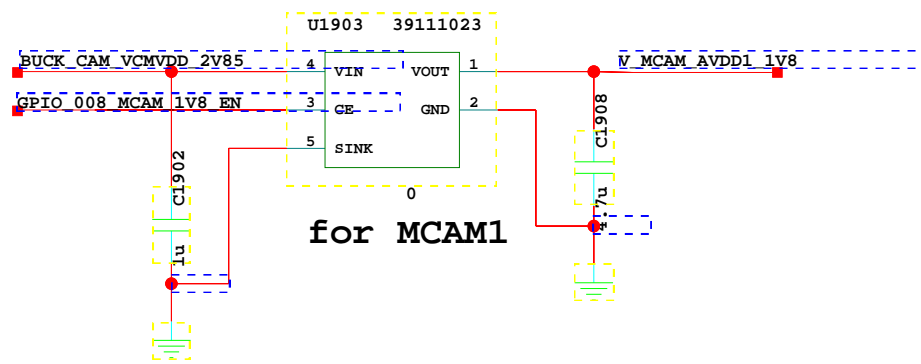 U1903 39111023
BUCK_CAM_VCMVDD_2V85
4 VIN VOUT 1
V_MCAM_AVDD1_1V8
GPIO_008_MCAM_1V8_EN
3 CE GND 2
5 SINK
C1902
1u
C1908
4.7u
0
for MCAM1